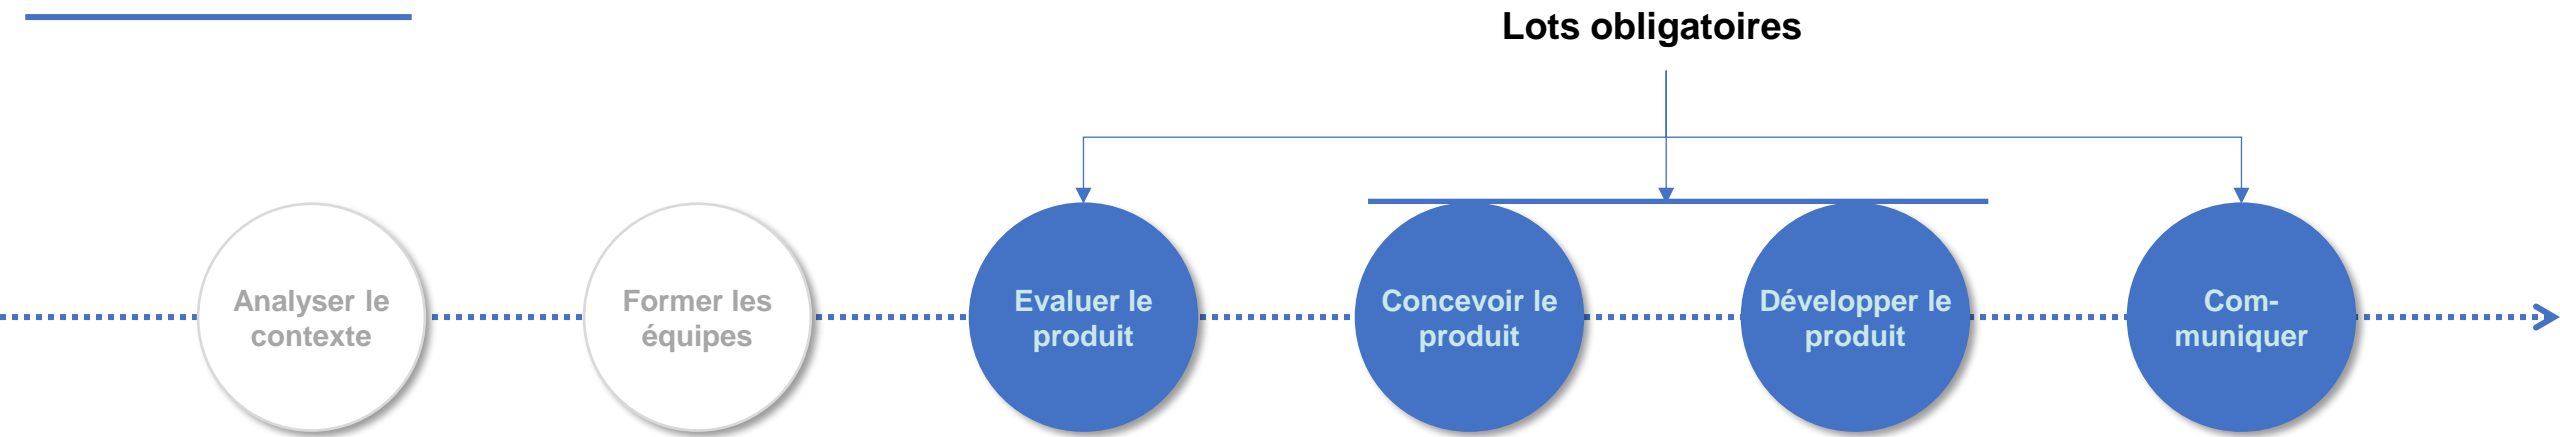 Lots obligatoires
Analyser le
contexte
Former les
équipes
Evaluer le
produit
Concevoir le
produit
Développer le
produit
Com-
muniquer